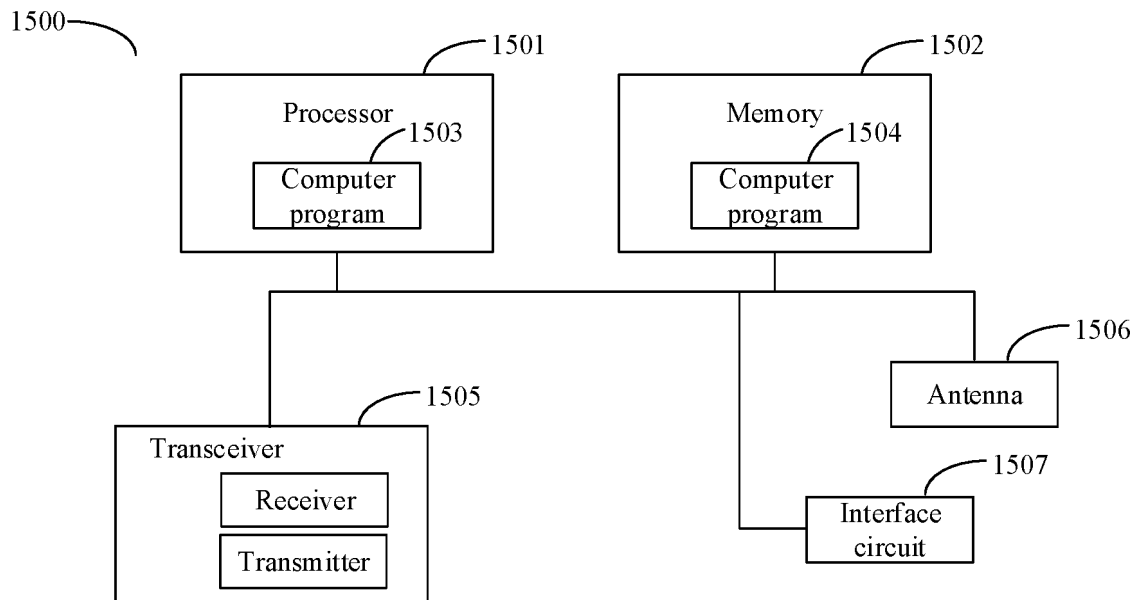 1500
1501
1502
Processor
Memory
1503
1504
Computer
program
Computer
program
1506
Antenna
1505
Transceiver
Receiver
Transmitter
1507
Interface
circuit